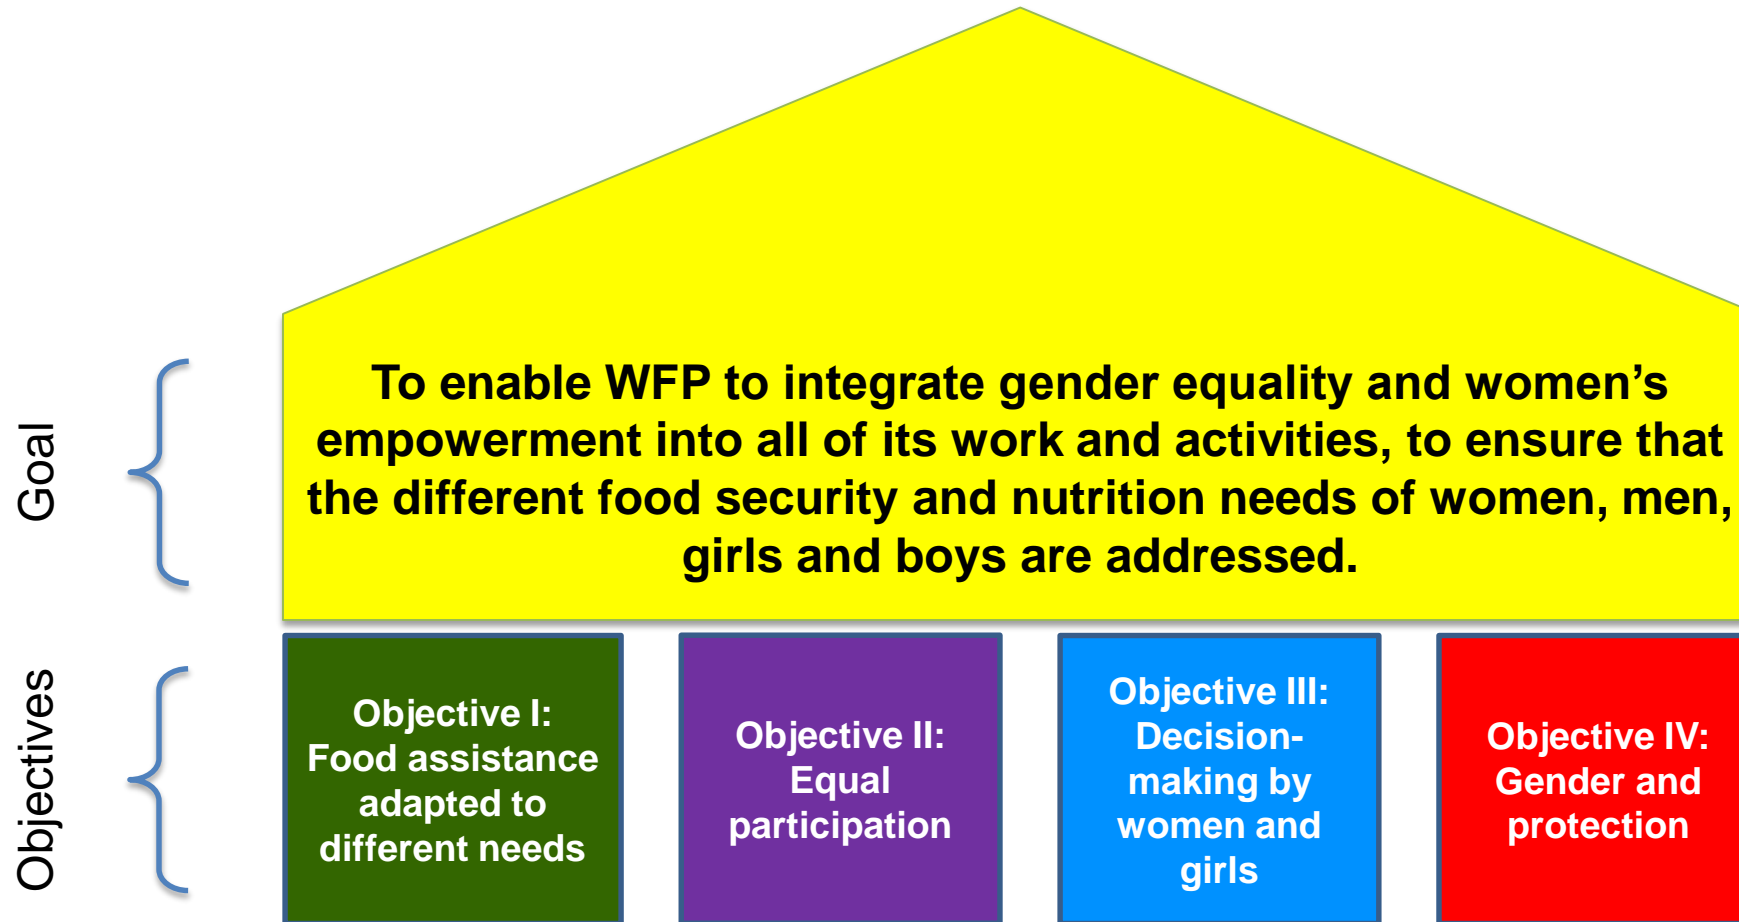 Goal
To enable WFP to integrate gender equality and women’s
empowerment into all of its work and activities, to ensure that
the different food security and nutrition needs of women, men,
girls and boys are addressed.
Objectives
Objective I:
Food assistance
adapted to
different needs
Objective II:
Equal
participation
Objective III:
Decision-
making by
women and
girls
Objective IV:
Gender and
protection